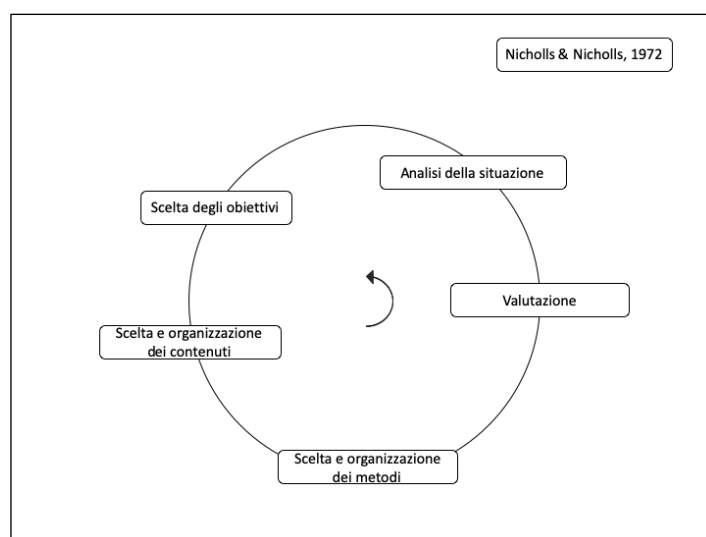 Nicholls & Nicholls, 1972
Analisi della situazione
Scelta degli obiettivi
Valutazione
Scelta e organizzazione
dei contenuti
Scelta e organizzazione
dei metodi